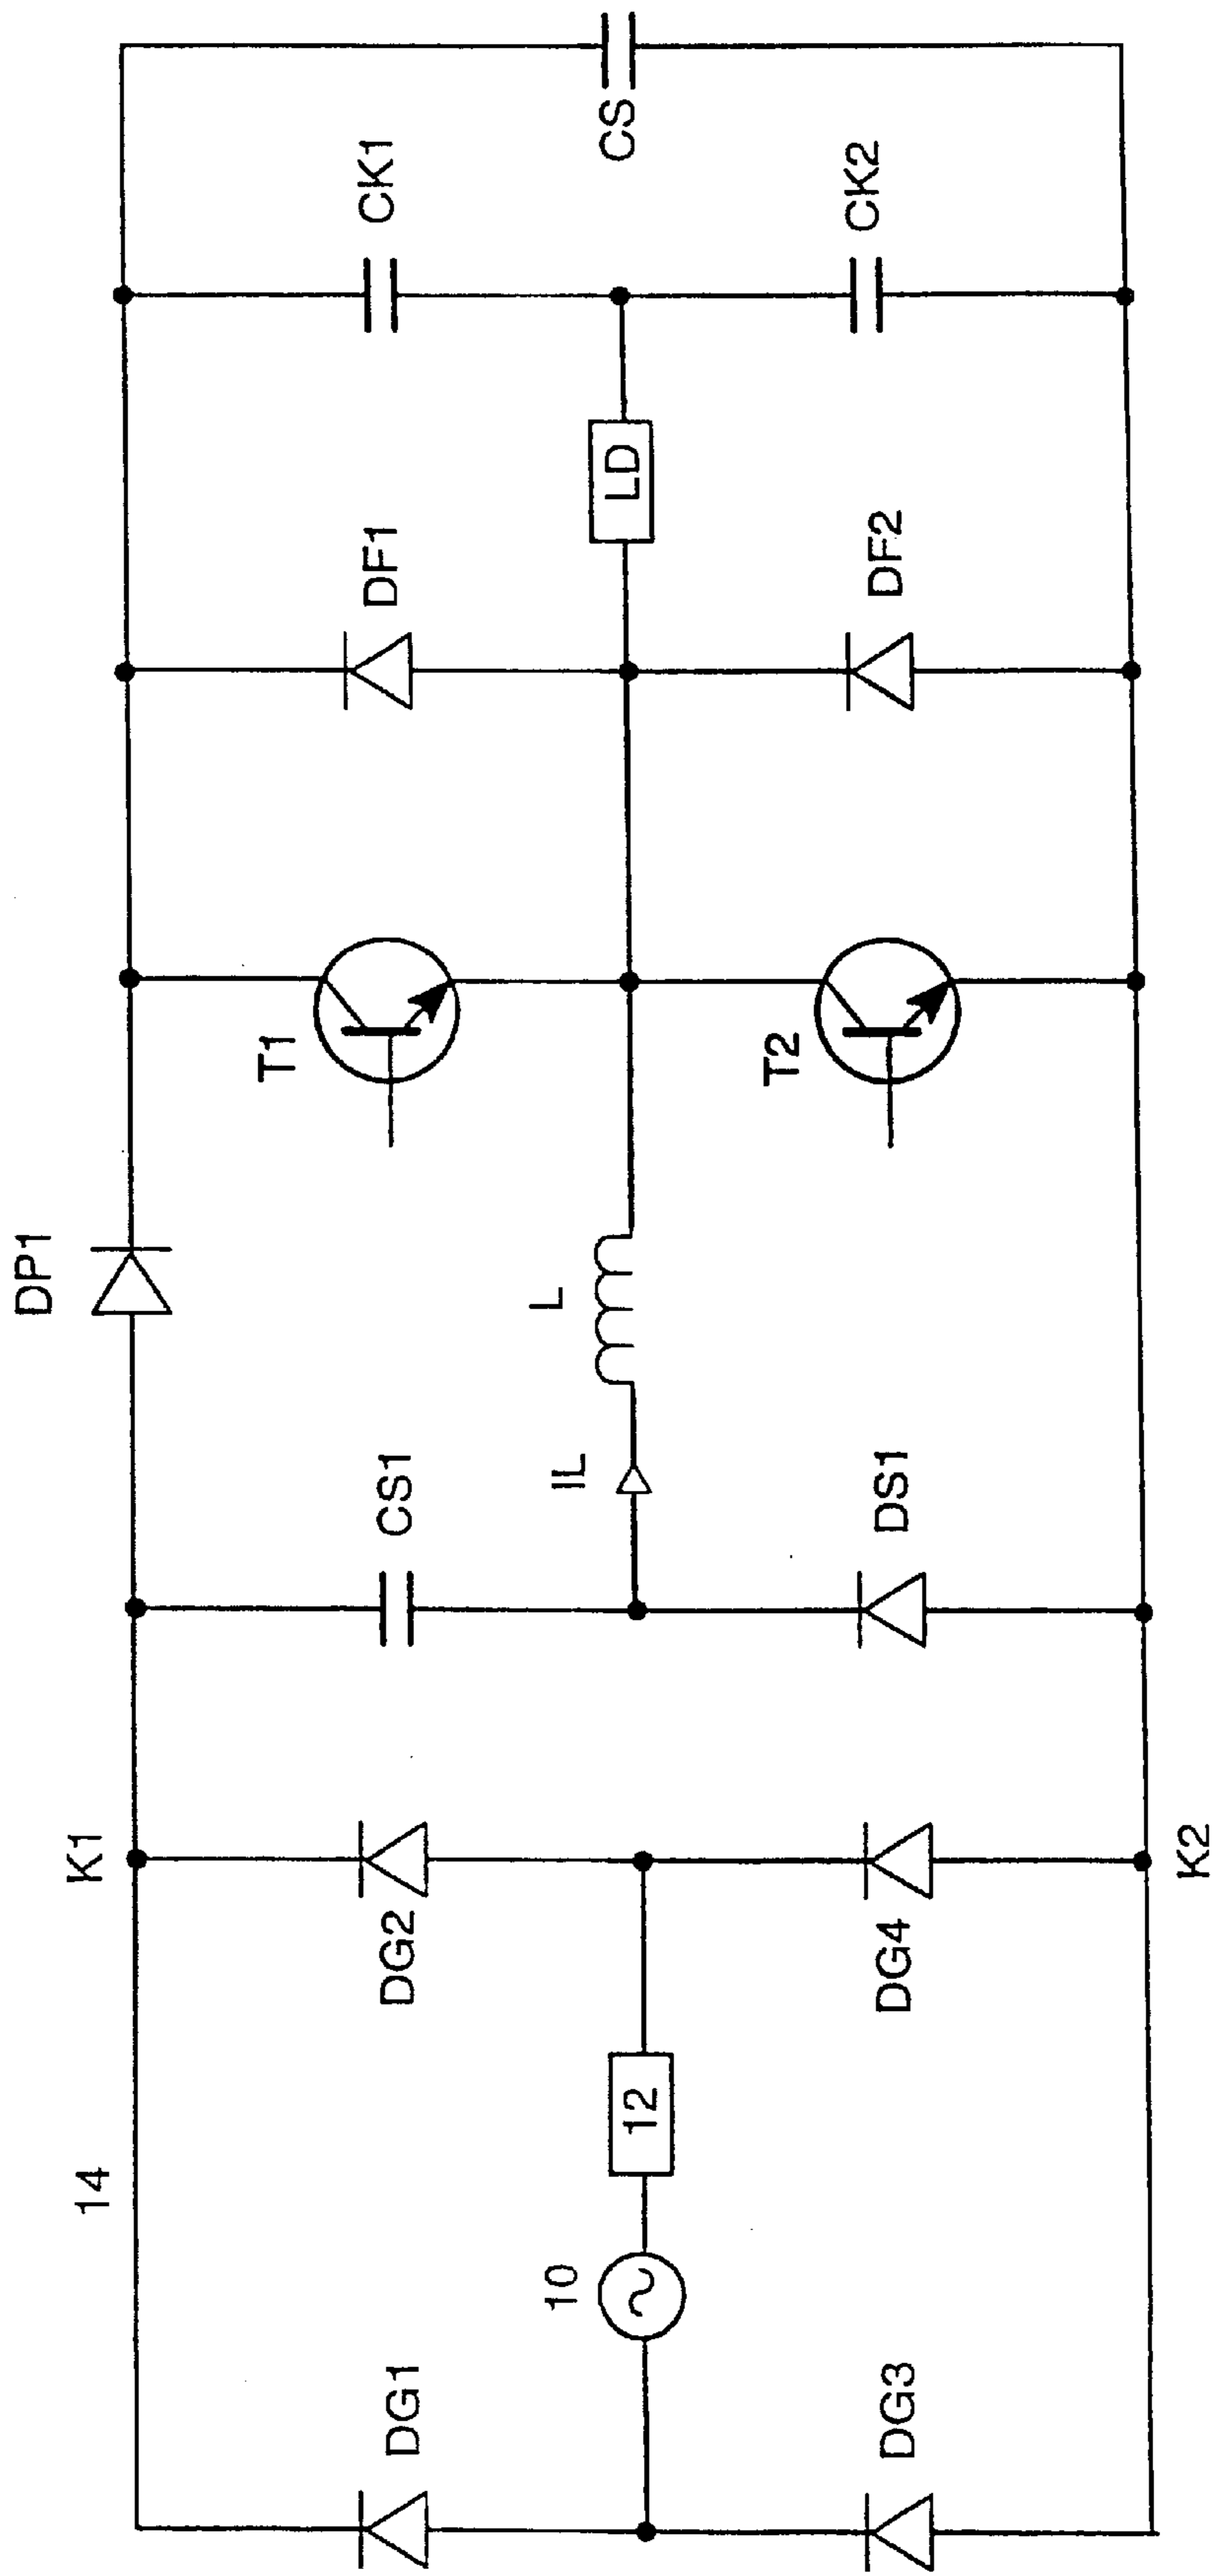 CS
CK1
CK2
LD
DF1
DF2
T1
T2
DP1
L
IL
CS1
DS1
K1
K2
DG2
DG4
14
12
10
DG1
DG3